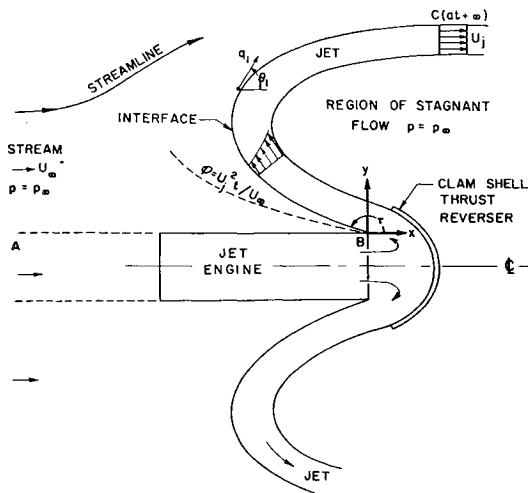 C(at+∞)
U_j
JET
q_1
θ_1
STREAMLINE
INTERFACE
REGION OF STAGNANT
FLOW p = p_∞
STREAM
→ U_∞
p = p_∞
φ=U_j^2 t/U_∞
y
CLAM SHELL
THRUST
REVERSER
τ
A
B
x
JET
ENGINE
℄
JET